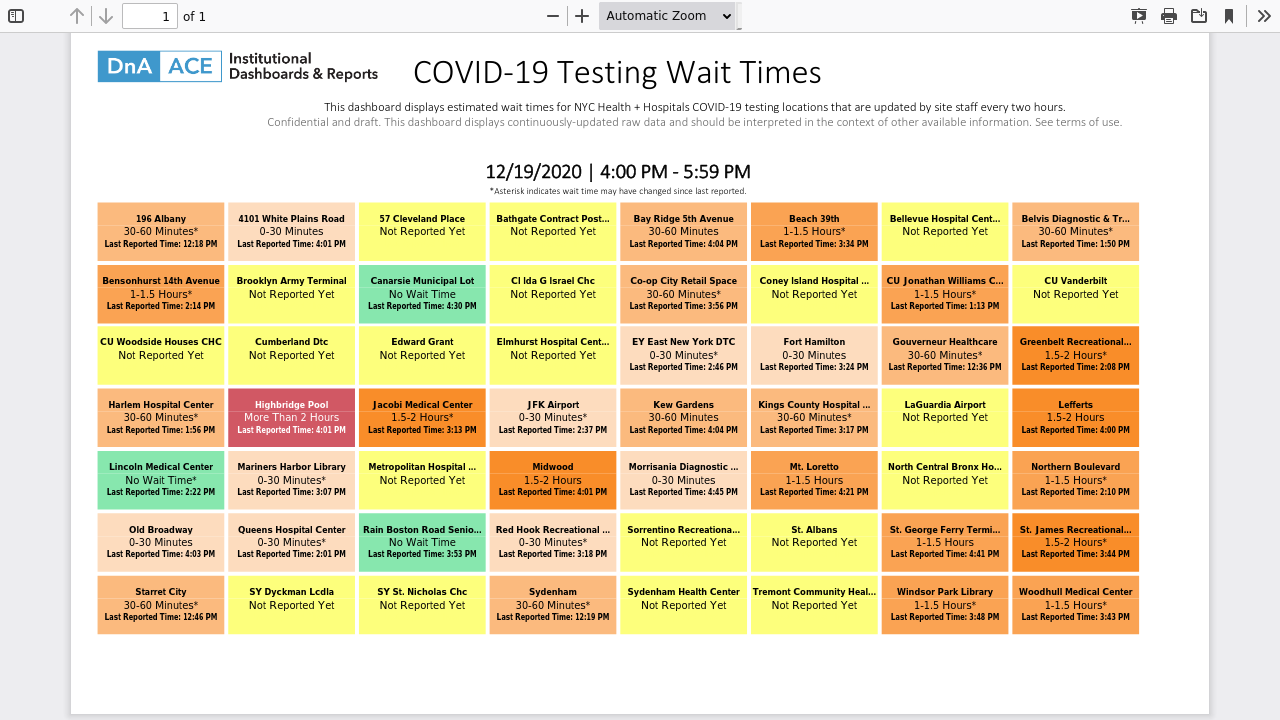 1 of 1 Automatic Zoom
DnA ACE Institutional Dashboards & Reports
COVID-19 Testing Wait Times
This dashboard displays estimated wait times for NYC Health + Hospitals COVID-19 testing locations that are updated by site staff every two hours.
Confidential and draft. This dashboard displays continuously-updated raw data and should be interpreted in the context of other available information. See terms of use.
12/19/2020 | 4:00 PM - 5:59 PM
*Asterisk indicates wait time may have changed since last reported.
196 Albany
30-60 Minutes*
Last Reported Time: 12:18 PM
4101 White Plains Road
0-30 Minutes
Last Reported Time: 4:01 PM
57 Cleveland Place
Not Reported Yet
Bathgate Contract Post...
Not Reported Yet
Bay Ridge 5th Avenue
30-60 Minutes
Last Reported Time: 4:04 PM
Beach 39th
1-1.5 Hours*
Last Reported Time: 3:34 PM
Bellevue Hospital Cent...
Not Reported Yet
Belvis Diagnostic & Tr...
30-60 Minutes*
Last Reported Time: 1:50 PM
Bensonhurst 14th Avenue
1-1.5 Hours*
Last Reported Time: 2:14 PM
Brooklyn Army Terminal
Not Reported Yet
Canarsie Municipal Lot
No Wait Time
Last Reported Time: 4:30 PM
Cl Ida G Israel Chc
Not Reported Yet
Co-op City Retail Space
30-60 Minutes*
Last Reported Time: 3:56 PM
Coney Island Hospital ...
Not Reported Yet
CU Jonathan Williams C...
1-1.5 Hours*
Last Reported Time: 1:13 PM
CU Vanderbilt
Not Reported Yet
CU Woodside Houses CHC
Not Reported Yet
Cumberland Dtc
Not Reported Yet
Edward Grant
Not Reported Yet
Elmhurst Hospital Cent...
Not Reported Yet
EY East New York DTC
0-30 Minutes*
Last Reported Time: 2:46 PM
Fort Hamilton
0-30 Minutes
Last Reported Time: 3:24 PM
Gouverneur Healthcare
30-60 Minutes*
Last Reported Time: 12:36 PM
Greenbelt Recreational...
1.5-2 Hours*
Last Reported Time: 2:08 PM
Harlem Hospital Center
30-60 Minutes*
Last Reported Time: 1:56 PM
Highbridge Pool
More Than 2 Hours
Last Reported Time: 4:01 PM
Jacobi Medical Center
1.5-2 Hours*
Last Reported Time: 3:13 PM
JFK Airport
0-30 Minutes*
Last Reported Time: 2:37 PM
Kew Gardens
30-60 Minutes
Last Reported Time: 4:04 PM
Kings County Hospital ...
30-60 Minutes*
Last Reported Time: 3:17 PM
LaGuardia Airport
Not Reported Yet
Lefferts
1.5-2 Hours
Last Reported Time: 4:00 PM
Lincoln Medical Center
No Wait Time*
Last Reported Time: 2:22 PM
Mariners Harbor Library
0-30 Minutes*
Last Reported Time: 3:07 PM
Metropolitan Hospital ...
Not Reported Yet
Midwood
1.5-2 Hours
Last Reported Time: 4:01 PM
Morrisania Diagnostic ...
0-30 Minutes
Last Reported Time: 4:45 PM
Mt. Loretto
1-1.5 Hours
Last Reported Time: 4:21 PM
North Central Bronx Ho...
Not Reported Yet
Northern Boulevard
1-1.5 Hours*
Last Reported Time: 2:10 PM
Old Broadway
0-30 Minutes
Last Reported Time: 4:03 PM
Queens Hospital Center
0-30 Minutes*
Last Reported Time: 2:01 PM
Rain Boston Road Senio...
No Wait Time
Last Reported Time: 3:53 PM
Red Hook Recreational ...
0-30 Minutes*
Last Reported Time: 3:18 PM
Sorrentino Recreationa...
Not Reported Yet
St. Albans
Not Reported Yet
St. George Ferry Termi...
1-1.5 Hours
Last Reported Time: 4:41 PM
St. James Recreational...
1.5-2 Hours*
Last Reported Time: 3:44 PM
Starret City
30-60 Minutes*
Last Reported Time: 12:46 PM
SY Dyckman Lcdla
Not Reported Yet
SY St. Nicholas Chc
Not Reported Yet
Sydenham
30-60 Minutes*
Last Reported Time: 12:19 PM
Sydenham Health Center
Not Reported Yet
Tremont Community Heal...
Not Reported Yet
Windsor Park Library
1-1.5 Hours*
Last Reported Time: 3:48 PM
Woodhull Medical Center
1-1.5 Hours*
Last Reported Time: 3:43 PM